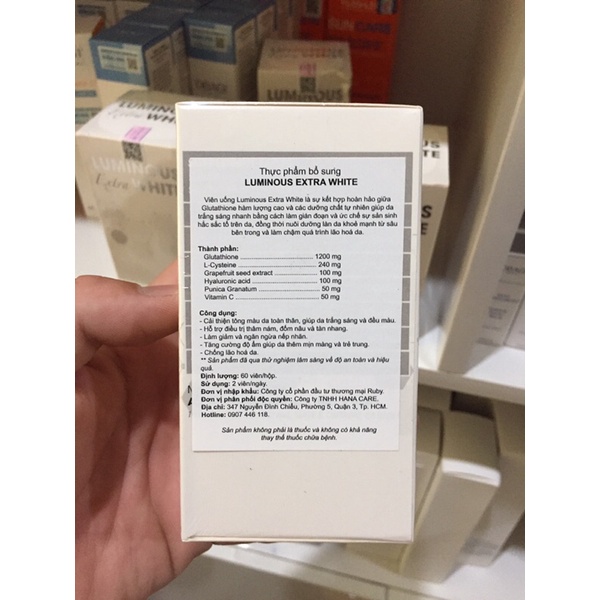 Thực phẩm bổ sung
LUMINOUS EXTRA WHITE
Viên uống Luminous Extra White là sự kết hợp hoàn hảo giữa
Glutathione hàm lượng cao và các dưỡng chất tự nhiên giúp da
trắng sáng nhanh bằng cách làm gián đoạn và ức chế sự sản sinh
hắc sắc tố trên da, đồng thời nuôi dưỡng làn da khoẻ mạnh từ sâu
bên trong và làm chậm quá trình lão hoá da.
Thành phần:
Glutathione 1200 mg
L-Cysteine 240 mg
Grapefruit seed extract 100 mg
Hyaluronic acid 100 mg
Punica Granatum 50 mg
Vitamin C 50 mg
Công dụng:
- Cải thiện tông màu da toàn thân, giúp da trắng sáng và đều màu.
- Hỗ trợ điều trị thâm nám, đồm nâu và tàn nhang.
- Làm giảm và ngăn ngừa nếp nhăn.
- Tăng cường độ ẩm giúp da thêm mịn màng và trẻ trung.
- Chống lão hoá da.
** Sản phẩm đã qua thử nghiệm lâm sàng về độ an toàn và hiệu
quả.
Định lượng: 60 viên/hộp.
Sử dụng: 2 viên/ngày.
Đơn vị nhập khẩu: Công ty cổ phần đầu tư thương mại Ruby.
Đơn vị phân phối độc quyền: Công ty TNHH HANA CARE.
Địa chỉ: 347 Nguyễn Đình Chiểu, Phường 5, Quận 3, Tp. HCM.
Hotline: 0907 446 118.
Sản phẩm không phải là thuốc và không có khả năng
thay thế thuốc chữa bệnh.
LUMINOUS
Extra WHITE
LUMINOUS
WHITE